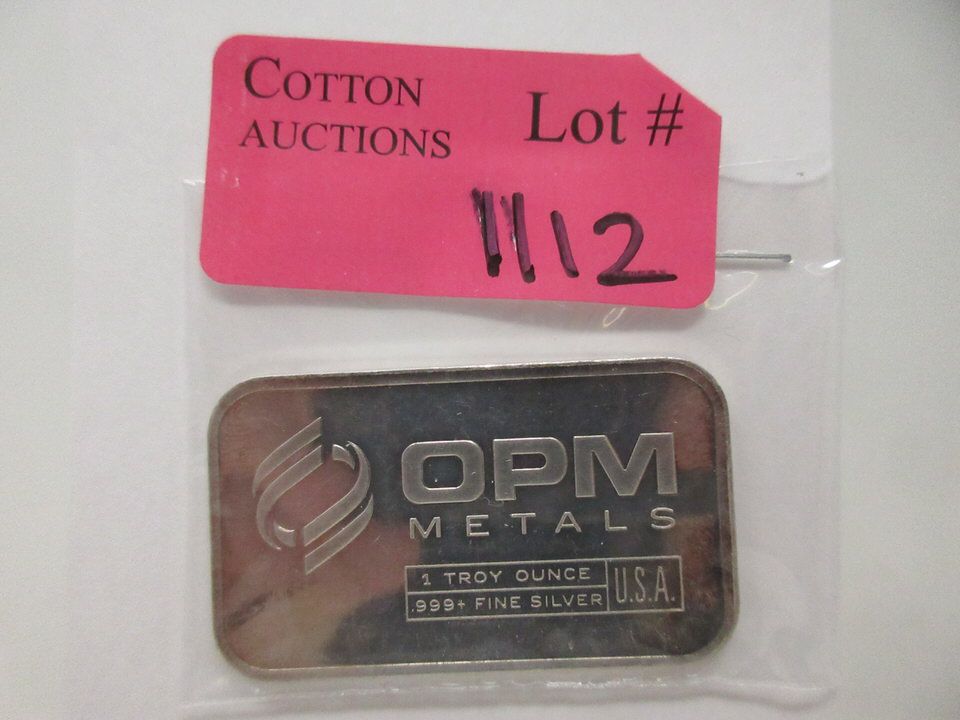 COTTON
AUCTIONS
Lot #
1112
OPM
METALS
1 TROY OUNCE
.999+ FINE SILVER
U.S.A.